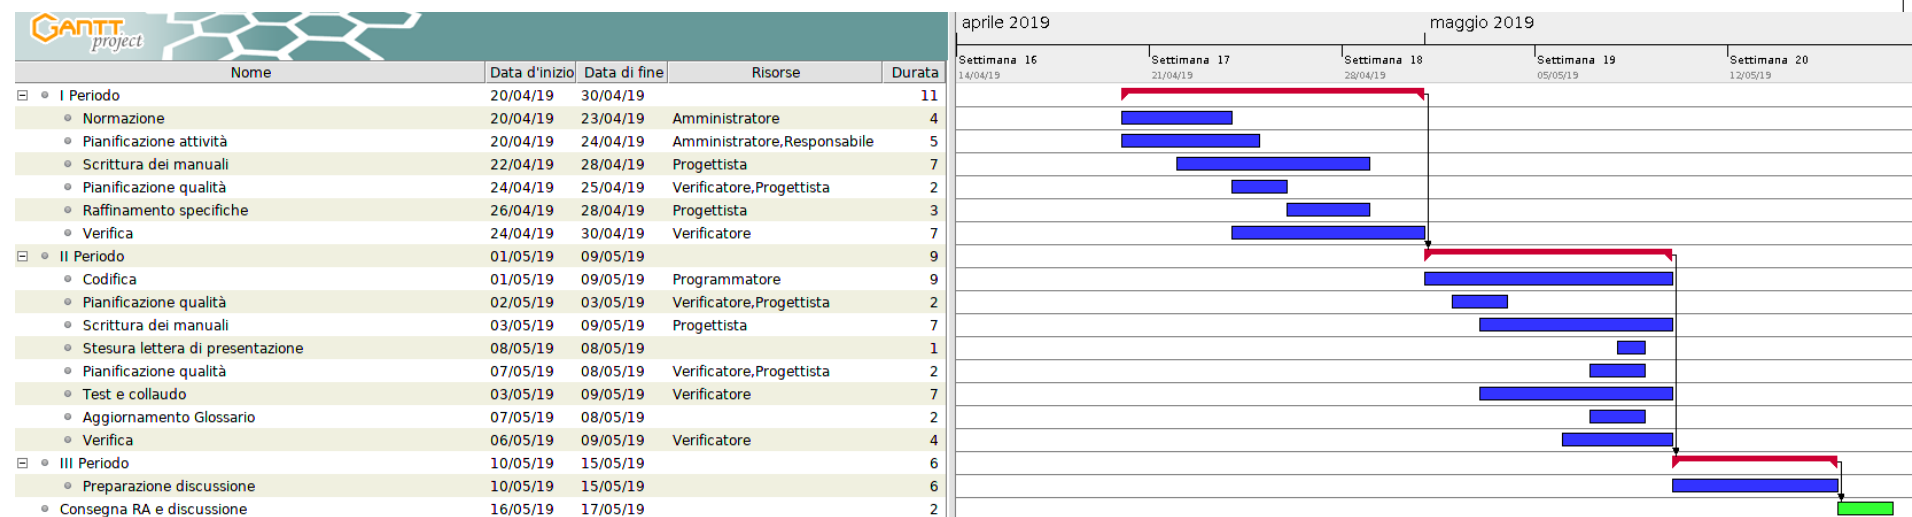 GANTT
project
aprile 2019
maggio 2019
Settimana 16
Settimana 17
Settimana 18
Settimana 19
Settimana 20
14/04/19
21/04/19
28/04/19
05/05/19
12/05/19
Nome Data d'inizio Data di fine Risorse Durata
I Periodo 20/04/19 30/04/19 11
Normazione 20/04/19 23/04/19 Amministratore 4
Pianificazione attività 20/04/19 24/04/19 Amministratore,Responsabile 5
Scrittura dei manuali 22/04/19 28/04/19 Progettista 7
Pianificazione qualità 24/04/19 25/04/19 Verificatore,Progettista 2
Raffinamento specifiche 26/04/19 28/04/19 Progettista 3
Verifica 24/04/19 30/04/19 Verificatore 7
II Periodo 01/05/19 09/05/19 9
Codifica 01/05/19 09/05/19 Programmatore 9
Pianificazione qualità 02/05/19 03/05/19 Verificatore,Progettista 2
Scrittura dei manuali 03/05/19 09/05/19 Progettista 7
Stesura lettera di presentazione 08/05/19 08/05/19 1
Pianificazione qualità 07/05/19 08/05/19 Verificatore,Progettista 2
Test e collaudo 03/05/19 09/05/19 Verificatore 7
Aggiornamento Glossario 07/05/19 08/05/19 2
Verifica 06/05/19 09/05/19 Verificatore 4
III Periodo 10/05/19 15/05/19 6
Preparazione discussione 10/05/19 15/05/19 6
Consegna RA e discussione 16/05/19 17/05/19 2